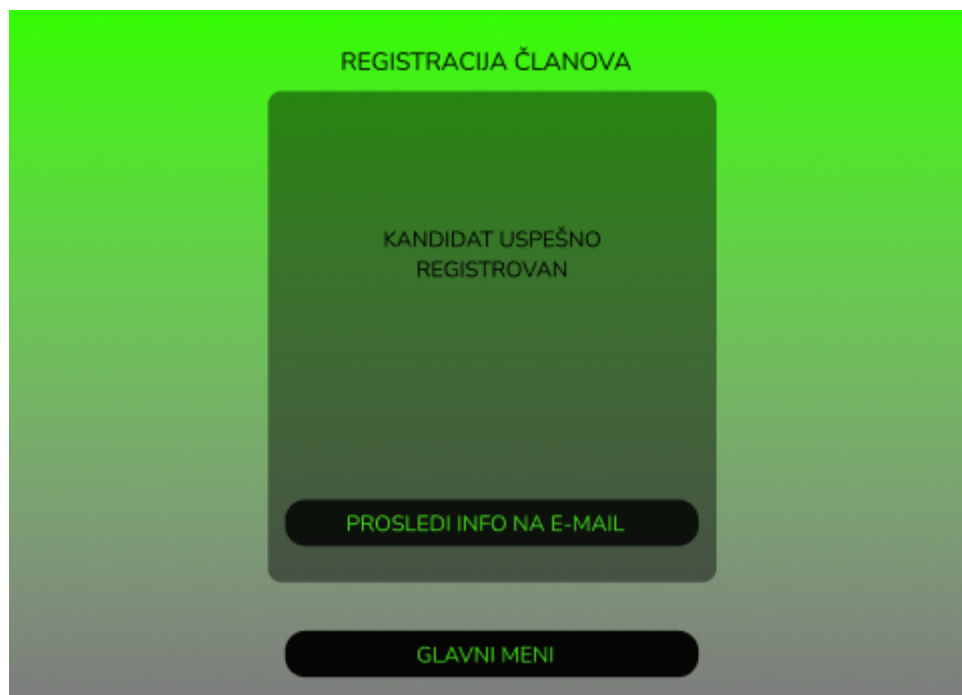 REGISTRACIJA ČLANOVA
KANDIDAT USPEŠNO
REGISTROVAN
PROSLEDI INFO NA E-MAIL
GLAVNI MENI